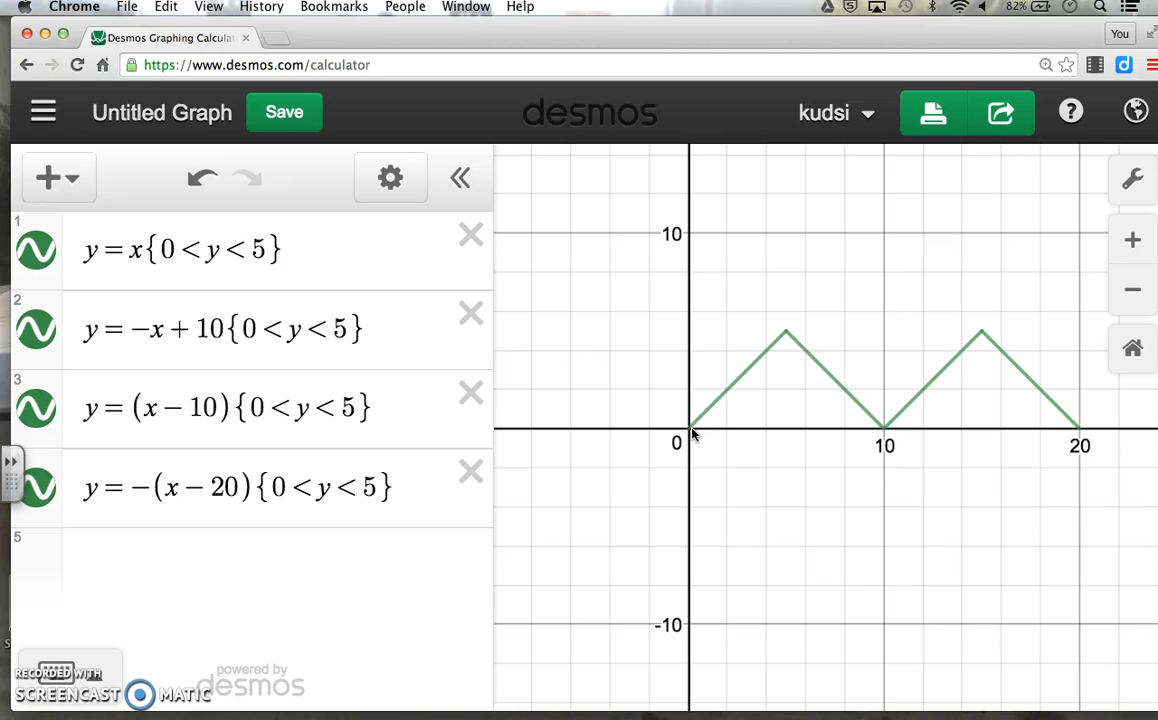 Chrome File Edit View History Bookmarks People Window Help 82%
Desmos Graphing Calculat You
https://www.desmos.com/calculator
Untitled Graph Save desmos kudsi ?
1
y = x{0 < y < 5}
2
y = −x + 10{0 < y < 5}
3
y = (x − 10){0 < y < 5}
4
y = −(x − 20){0 < y < 5}
5
10
0 10 20
-10
RECORDED WITH
SCREENCAST MATIC
powered by
desmos